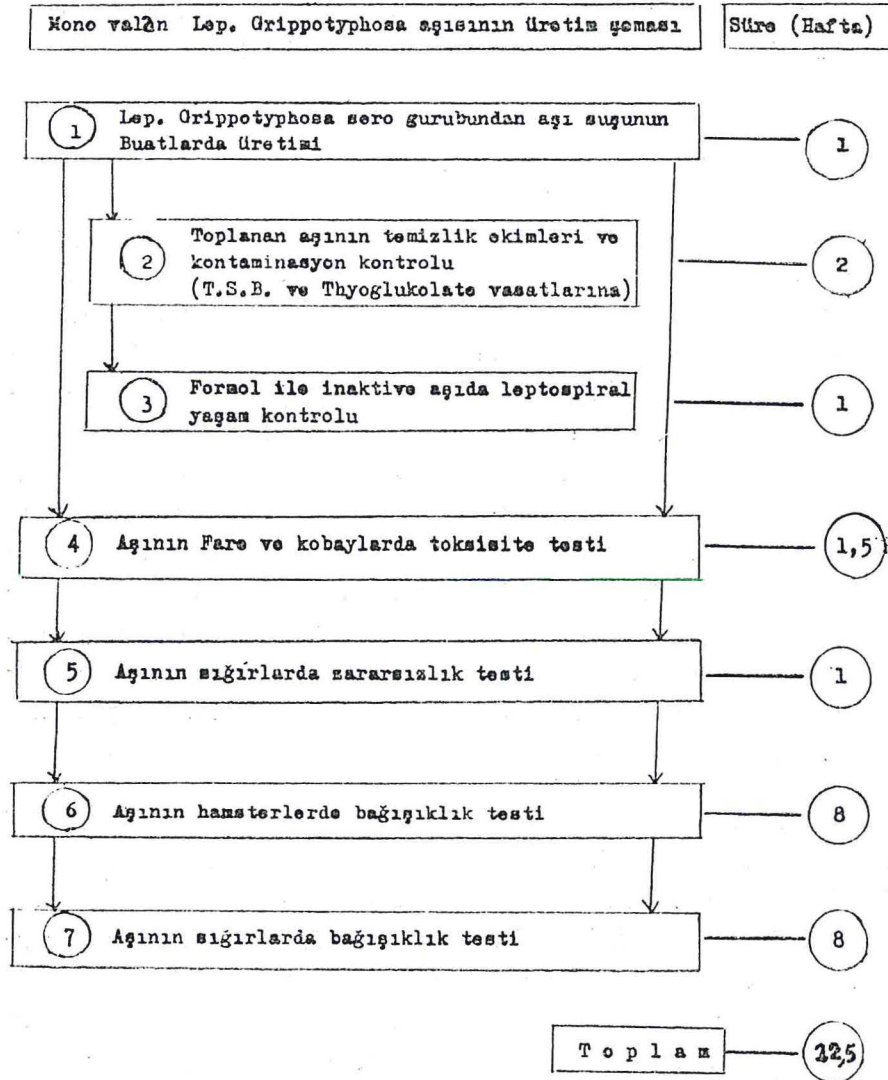 Mono valân Lep. Grippotyphosa aşısının üretim şeması
Süre (Hafta)
1 Lep. Grippotyphosa sero gurubundan aşı suşunun
Buatlarda üretimi
1
2 Toplanan aşının temizlik ekimleri ve
kontaminasyon kontrolu
(T.S.B. ve Thyoglukolate vasatlarına)
2
3 Formol ile inaktive aşıda leptospiral
yaşam kontrolu
1
4 Aşının Fare ve kobaylarda toksisite testi
1,5
5 Aşının sığırlarda zararsızlık testi
1
6 Aşının hamsterlerde bağışıklık testi
8
7 Aşının sığırlarda bağışıklık testi
8
Toplam
22,5